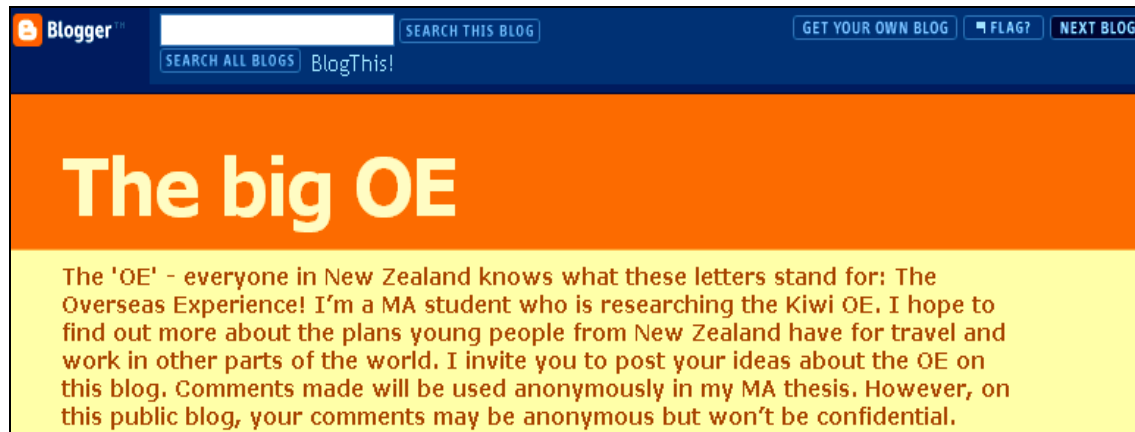 Blogger™ SEARCH THIS BLOG GET YOUR OWN BLOG FLAG? NEXT BLOG
SEARCH ALL BLOGS BlogThis!
The big OE
The 'OE' - everyone in New Zealand knows what these letters stand for: The
Overseas Experience! I'm a MA student who is researching the Kiwi OE. I hope to
find out more about the plans young people from New Zealand have for travel and
work in other parts of the world. I invite you to post your ideas about the OE on
this blog. Comments made will be used anonymously in my MA thesis. However, on
this public blog, your comments may be anonymous but won't be confidential.